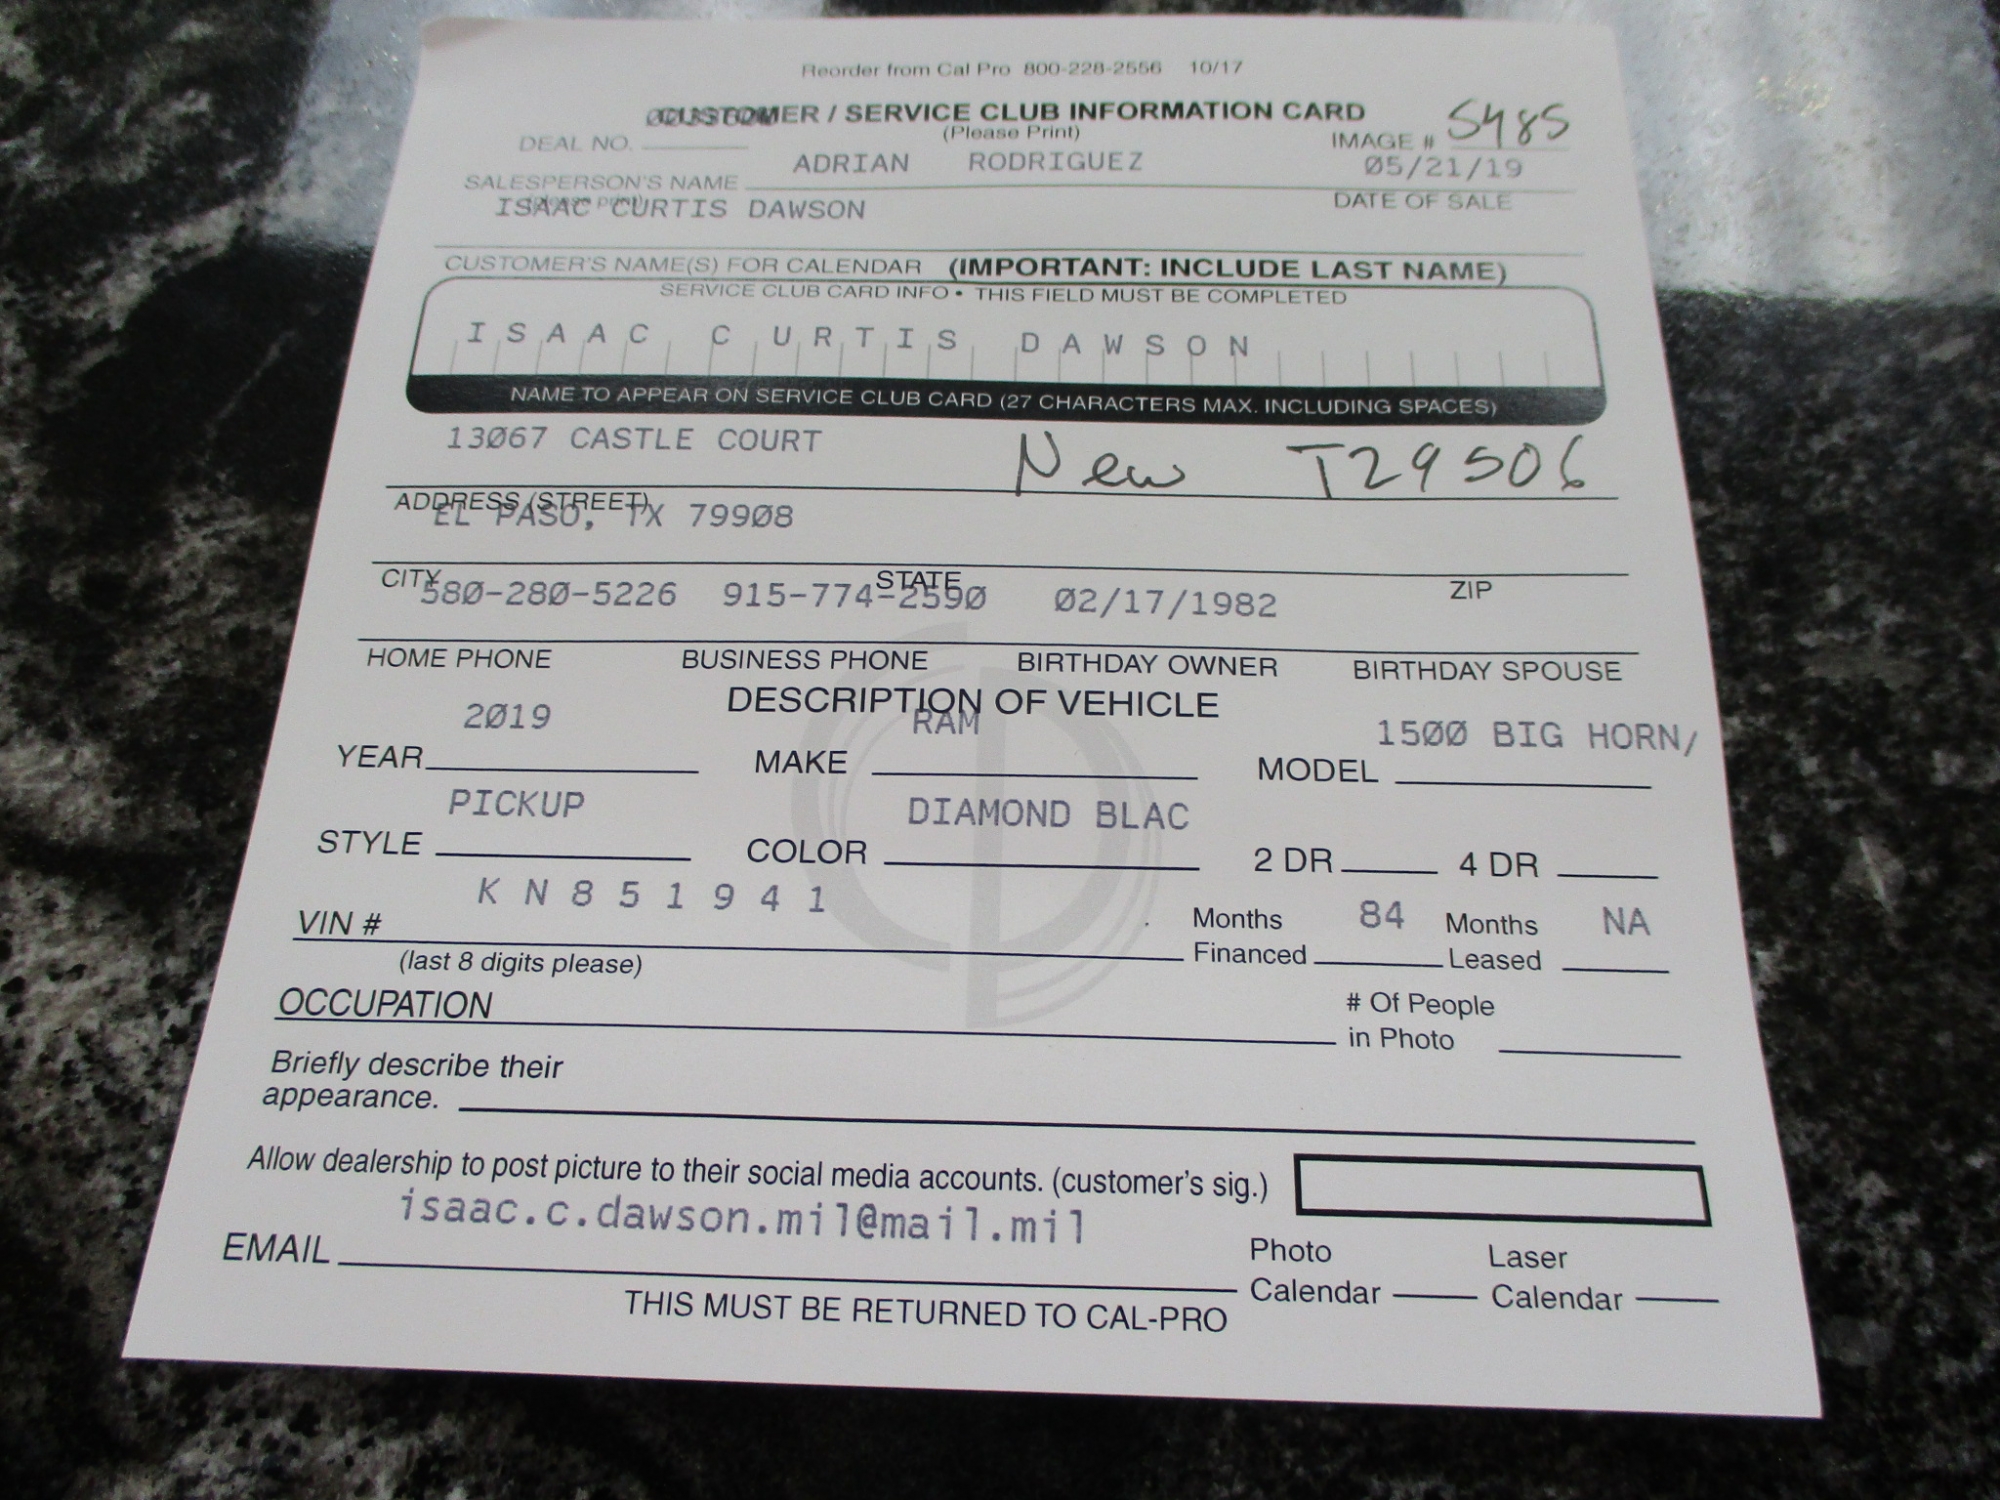 Reorder from Cal Pro 800-228-2556 10/17
CUSTOMER / SERVICE CLUB INFORMATION CARD
(Please Print)
DEAL NO.
IMAGE # 5485
ADRIAN RODRIGUEZ 05/21/19
SALESPERSON'S NAME DATE OF SALE
(please print)
ISAAC CURTIS DAWSON
CUSTOMER'S NAME(S) FOR CALENDAR (IMPORTANT: INCLUDE LAST NAME)
SERVICE CLUB CARD INFO • THIS FIELD MUST BE COMPLETED
ISAAC CURTIS DAWSON
NAME TO APPEAR ON SERVICE CLUB CARD (27 CHARACTERS MAX. INCLUDING SPACES)
13067 CASTLE COURT New T29506
ADDRESS (STREET)
EL PASO, TX 79908
CITY STATE ZIP
580-280-5226 915-774-2590 02/17/1982
HOME PHONE BUSINESS PHONE BIRTHDAY OWNER BIRTHDAY SPOUSE
DESCRIPTION OF VEHICLE
2019 RAM 1500 BIG HORN/
YEAR MAKE MODEL
PICKUP DIAMOND BLAC
STYLE COLOR 2 DR 4 DR
KN851941
VIN # Months Financed 84 Months Leased NA
(last 8 digits please)
OCCUPATION # Of People in Photo
Briefly describe their
appearance.
Allow dealership to post picture to their social media accounts. (customer's sig.)
isaac.c.dawson.mil@mail.mil
EMAIL Photo Calendar Laser Calendar
THIS MUST BE RETURNED TO CAL-PRO